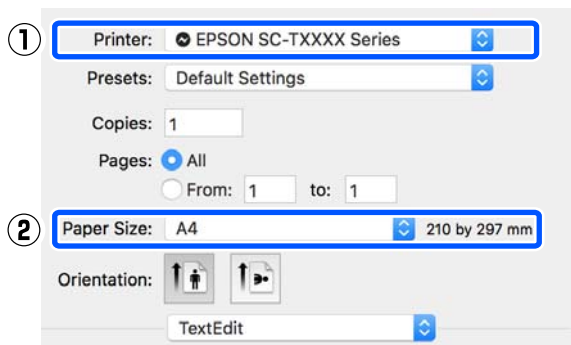 ① Printer: EPSON SC-TXXXX Series
Presets: Default Settings
Copies: 1
Pages: All
From: 1 to: 1
② Paper Size: A4 210 by 297 mm
Orientation:
TextEdit